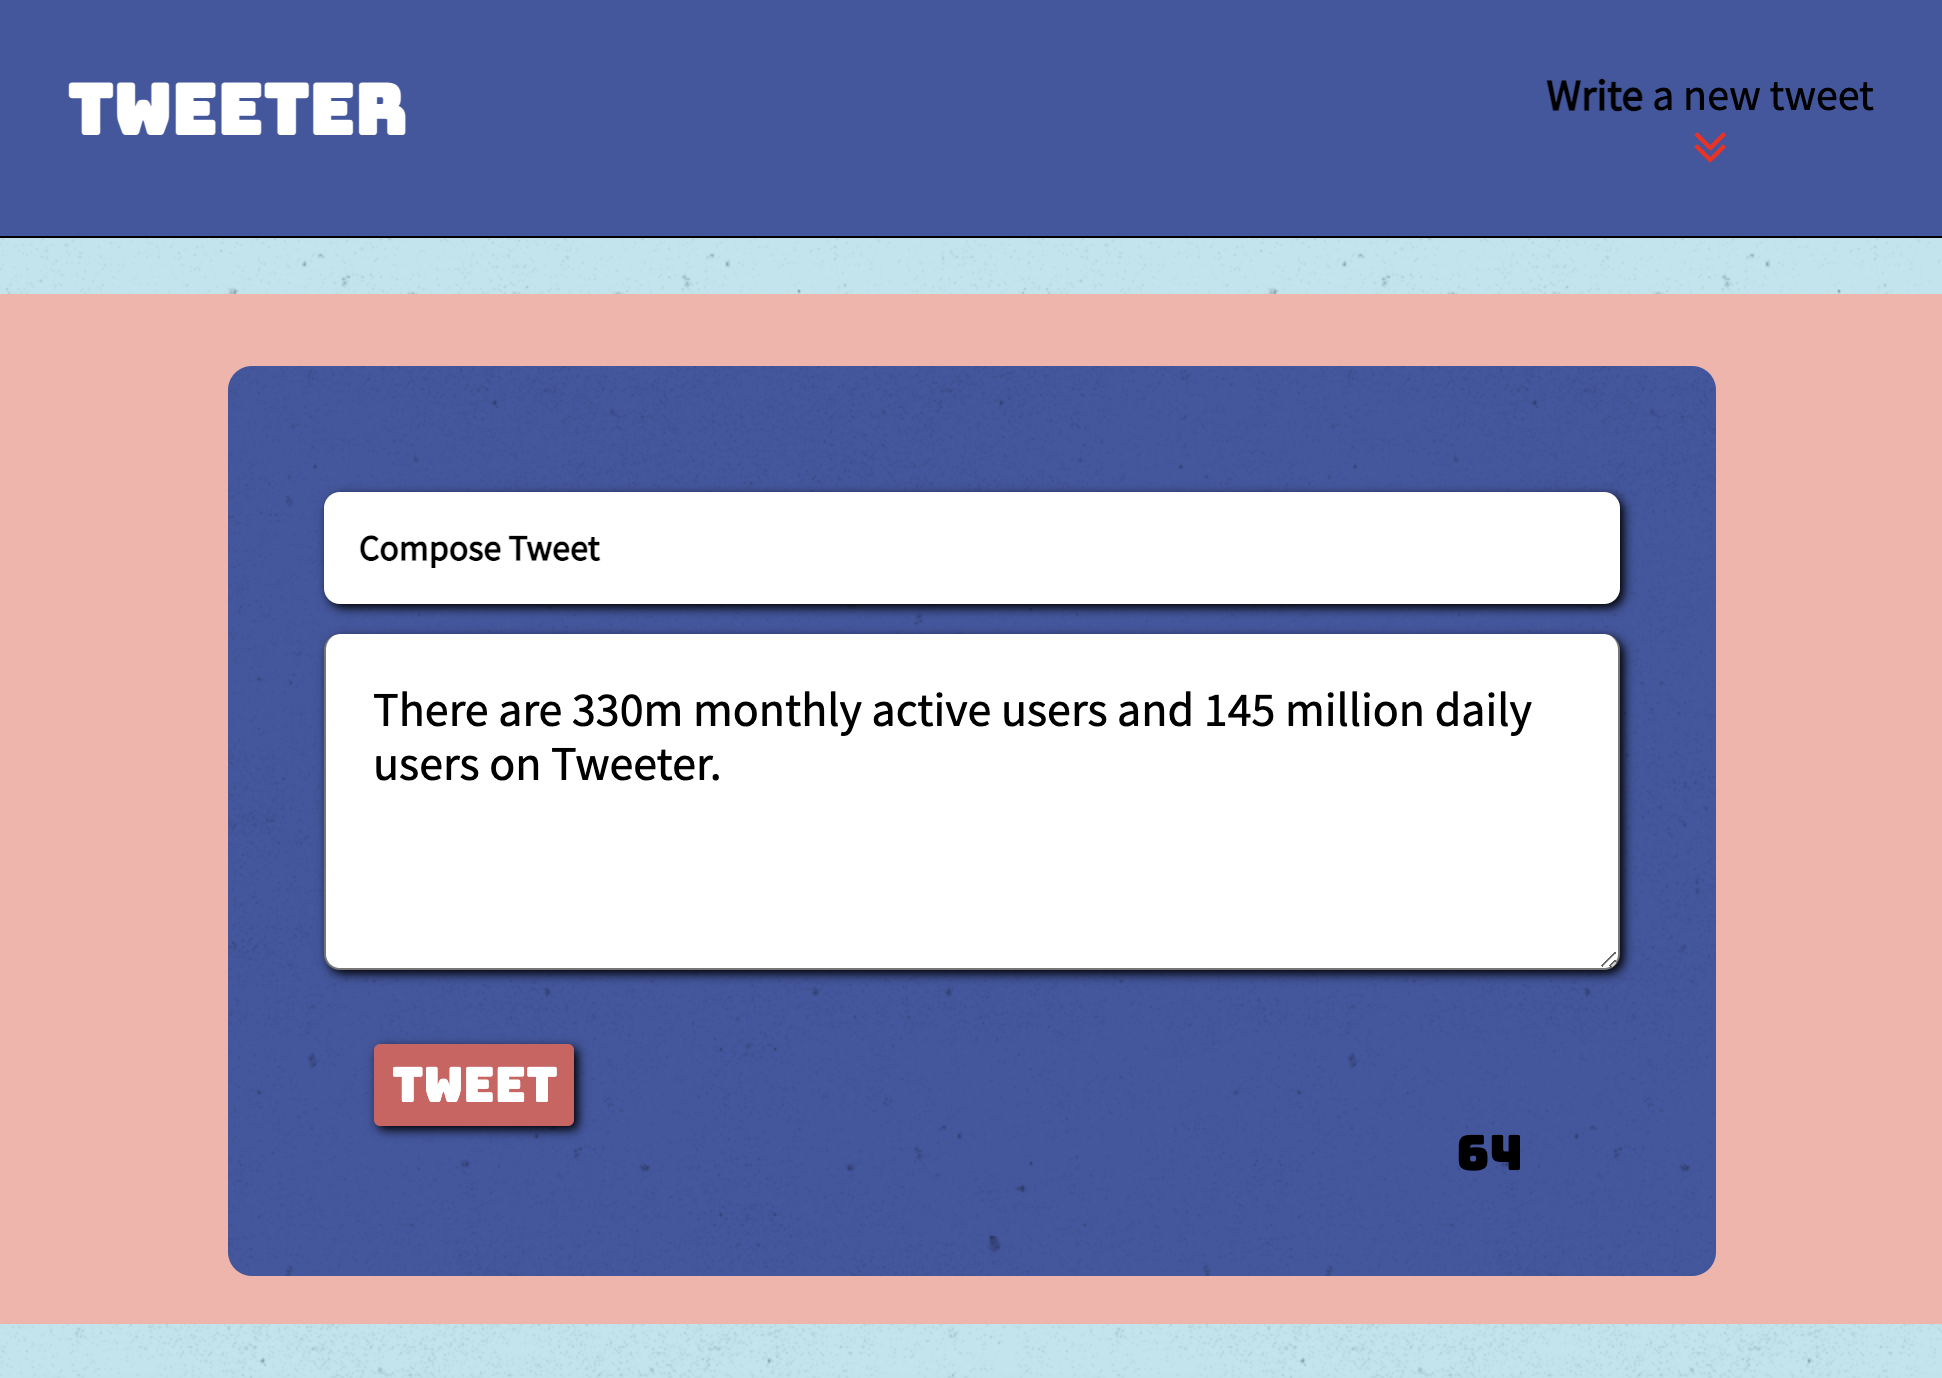 TWEETER
Write a new tweet
Compose Tweet
There are 330m monthly active users and 145 million daily
users on Tweeter.
TWEET
64